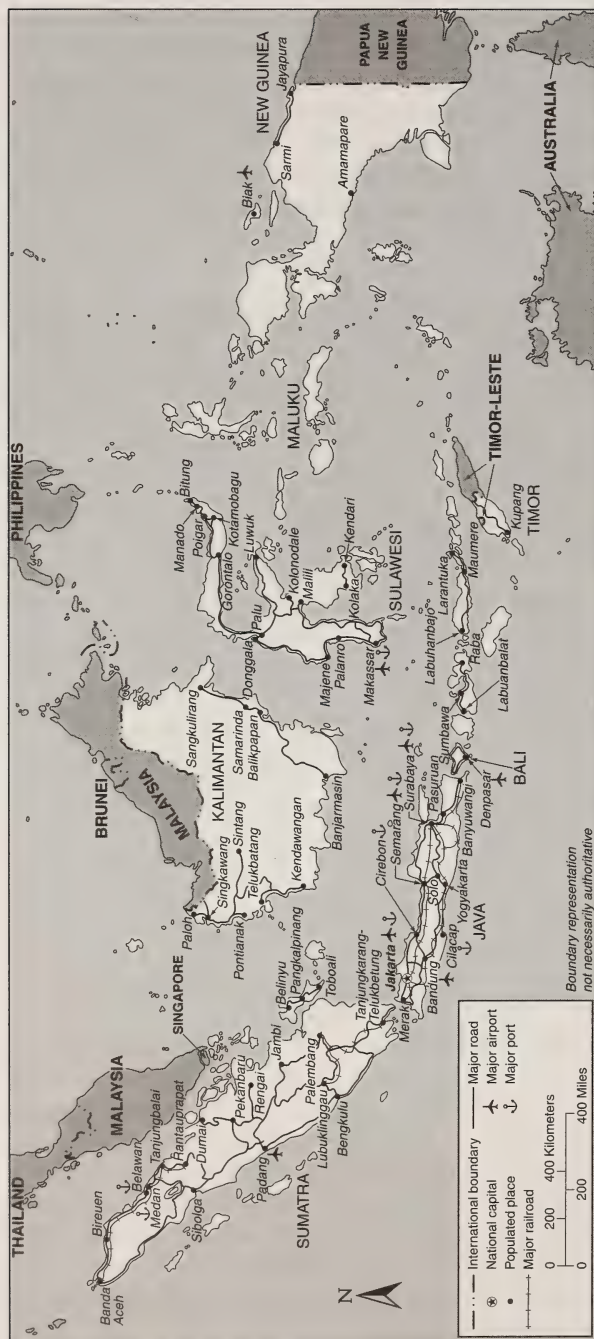 THAILAND
MALAYSIA
SINGAPORE
BRUNEI
MALAYSIA
PHILIPPINES
PAPUA
NEW
GUINEA
AUSTRALIA
TIMOR-LESTE
Banda
Aceh
Bireuen
Belawan
Medan
Tanjungbalai
Rantauprapat
Sibolga
Dumai
Pekanbaru
Rengai
Padang
Jambi
Palembang
Lubuklinggau
Bengkulu
Tanjungkarang-
Telukbetung
SUMATRA
Belinyu
Pangkalpinang
Toboali
Paloh
Singkawang
Sintang
Pontianak
Telukbatang
Kendawangan
KALIMANTAN
Sangkulirang
Samarinda
Balikpapan
Banjarmasin
Manado
Bitung
Poigar
Kotamobagu
Gorontalo
Luwuk
Palu
Donggala
Kolonodale
Malili
Kendari
Kolaka
Majene
Palanro
Makassar
SULAWESI
MALUKU
NEW GUINEA
Biak
Sarmi
Jayapura
Amamapare
Merak
Jakarta
Bandung
Cirebon
Cilacap
Semarang
Solo
Yogyakarta
Surabaya
Pasuruan
Banyuwangi
JAVA
Denpasar
BALI
Sumbawa
Labuanbalat
Raba
Labuhanbajo
Larantuka
Maumere
Kupang
TIMOR
N
International boundary
National capital
Populated place
Major railroad
Major road
Major airport
Major port
0 200 400 Kilometers
0 200 400 Miles
Boundary representation
not necessarily authoritative